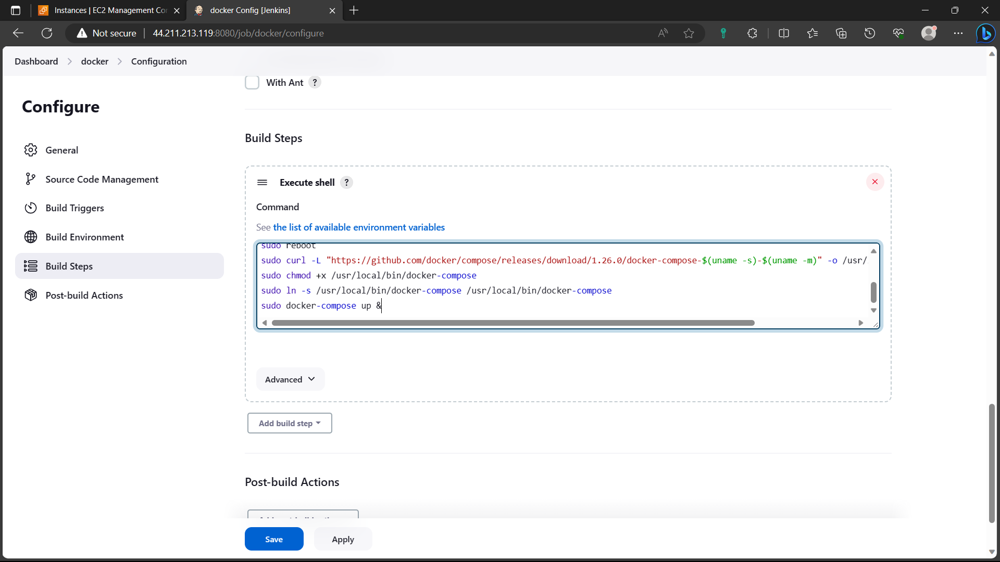 Instances | EC2 Management Co
docker Config [Jenkins]
Not secure
44.211.213.119:8080/job/docker/configure
Dashboard
docker
Configuration
Configure
General
Source Code Management
Build Triggers
Build Environment
Build Steps
Post-build Actions
With Ant ?
Build Steps
Execute shell ?
Command
See the list of available environment variables
sudo reboot
sudo curl -L "https://github.com/docker/compose/releases/download/1.26.0/docker-compose-$(uname -s)-$(uname -m)" -o /usr/
sudo chmod +x /usr/local/bin/docker-compose
sudo ln -s /usr/local/bin/docker-compose /usr/local/bin/docker-compose
sudo docker-compose up &
Advanced
Add build step
Post-build Actions
Save
Apply